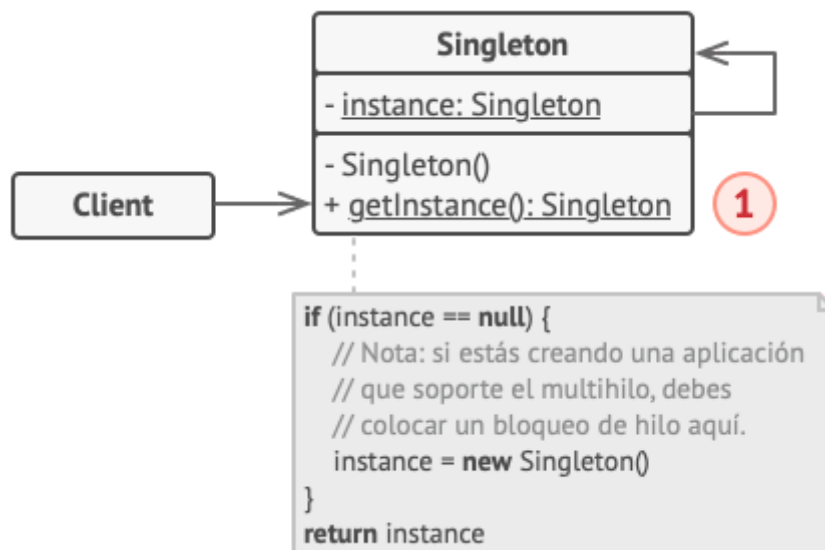 Singleton
- instance: Singleton
- Singleton()
+ getInstance(): Singleton
Client
1
if (instance == null) {
// Nota: si estás creando una aplicación
// que soporte el multihilo, debes
// colocar un bloqueo de hilo aquí.
instance = new Singleton()
}
return instance